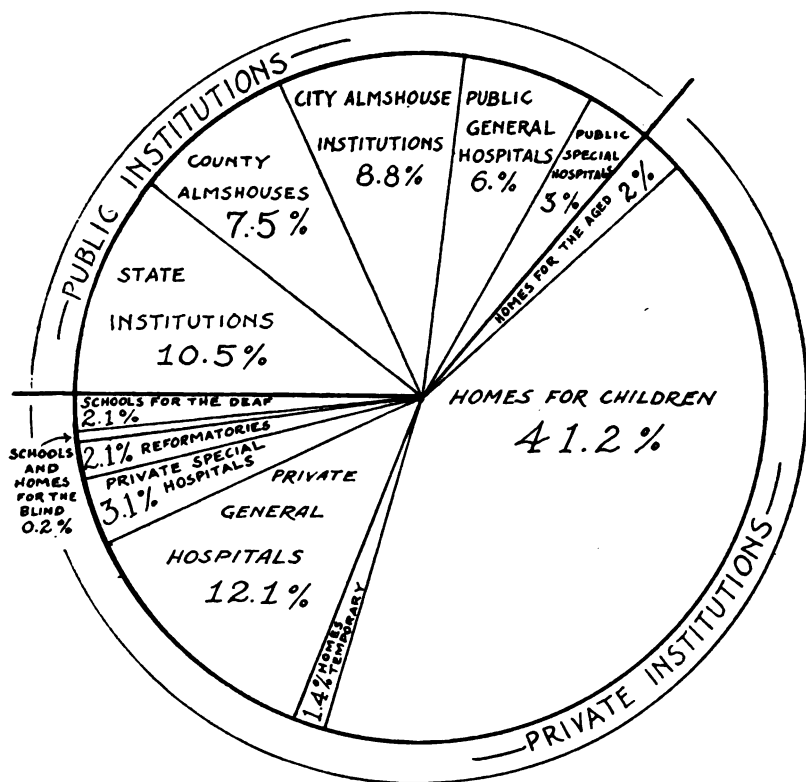 PUBLIC INSTITUTIONS
CITY ALMSHOUSE
INSTITUTIONS
8.8%
PUBLIC
GENERAL
HOSPITALS
6.%
PUBLIC
SPECIAL
HOSPITALS
3%
HOMES FOR THE AGED 2%
COUNTY
ALMSHOUSES
7.5%
STATE
INSTITUTIONS
10.5%
SCHOOLS FOR THE DEAF
2.1%
SCHOOLS
AND
HOMES
FOR THE
BLIND
0.2%
2.1% REFORMATORIES
PRIVATE SPECIAL
HOSPITALS
3.1%
PRIVATE
GENERAL
HOSPITALS
12.1%
1.4% HOMES
TEMPORARY
HOMES FOR CHILDREN
41.2%
PRIVATE INSTITUTIONS